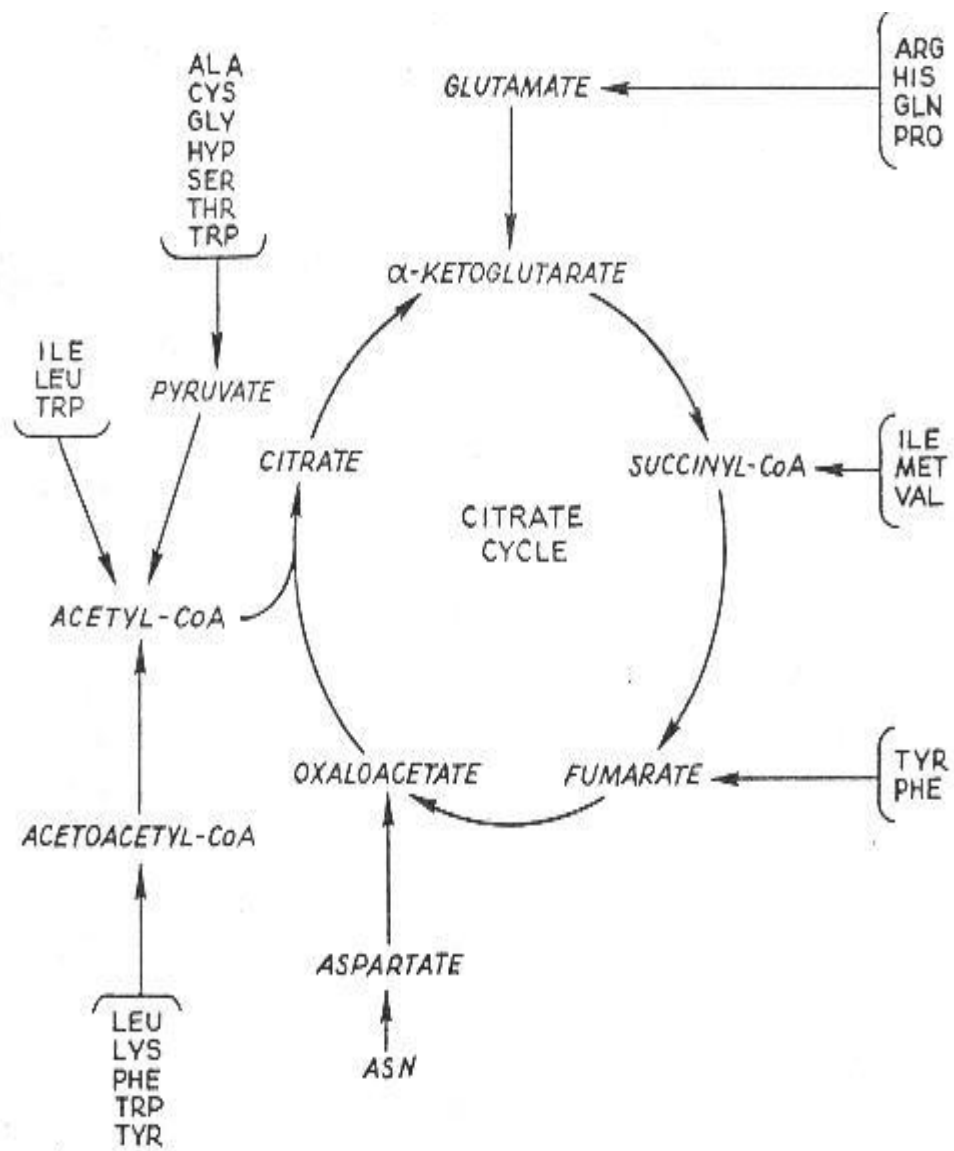 ALA
CYS
GLY
HYP
SER
THR
TRP
GLUTAMATE
ARG
HIS
GLN
PRO
α-KETOGLUTARATE
ILE
LEU
TRP
PYRUVATE
CITRATE
SUCCINYL-CoA
ILE
MET
VAL
CITRATE
CYCLE
ACETYL-CoA
OXALOACETATE
FUMARATE
TYR
PHE
ACETOACETYL-CoA
ASPARTATE
LEU
LYS
PHE
TRP
TYR
ASN